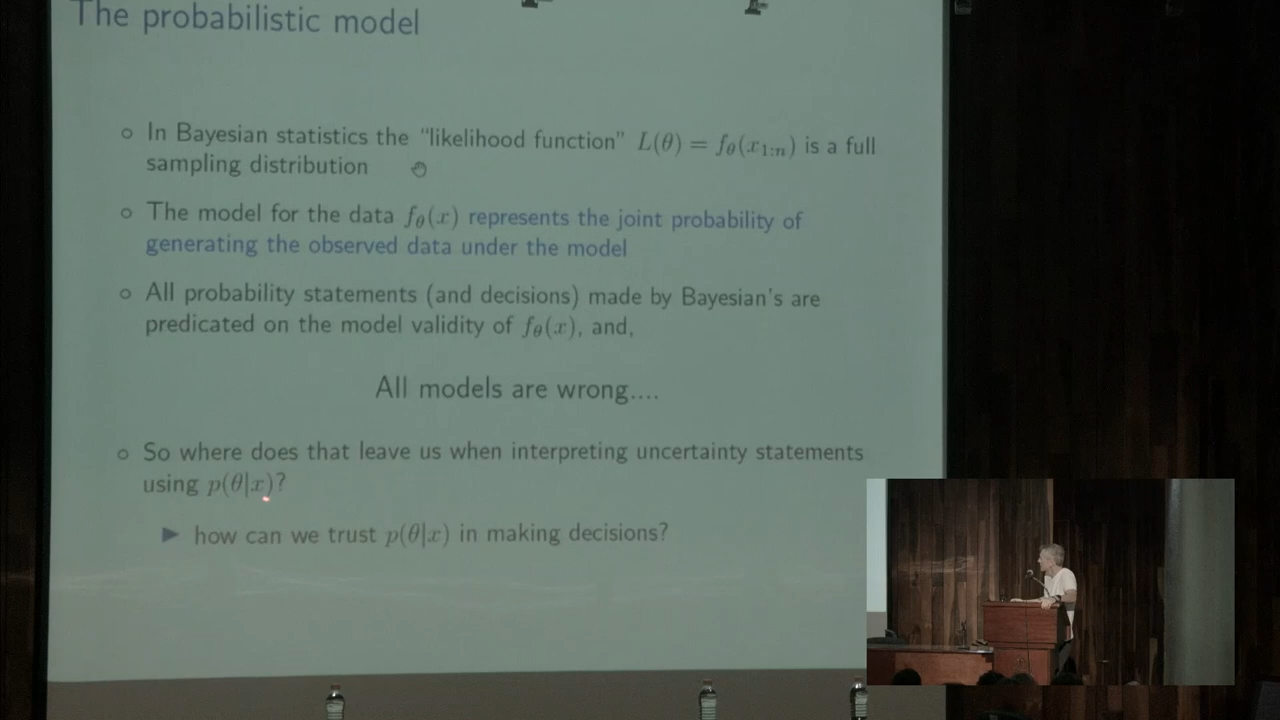 The probabilistic model
In Bayesian statistics the “likelihood function” L(θ) = fθ(x1:n) is a full
sampling distribution
The model for the data fθ(x) represents the joint probability of
generating the observed data under the model
All probability statements (and decisions) made by Bayesian's are
predicated on the model validity of fθ(x), and,
All models are wrong....
So where does that leave us when interpreting uncertainty statements
using p(θ|x)?
how can we trust p(θ|x) in making decisions?